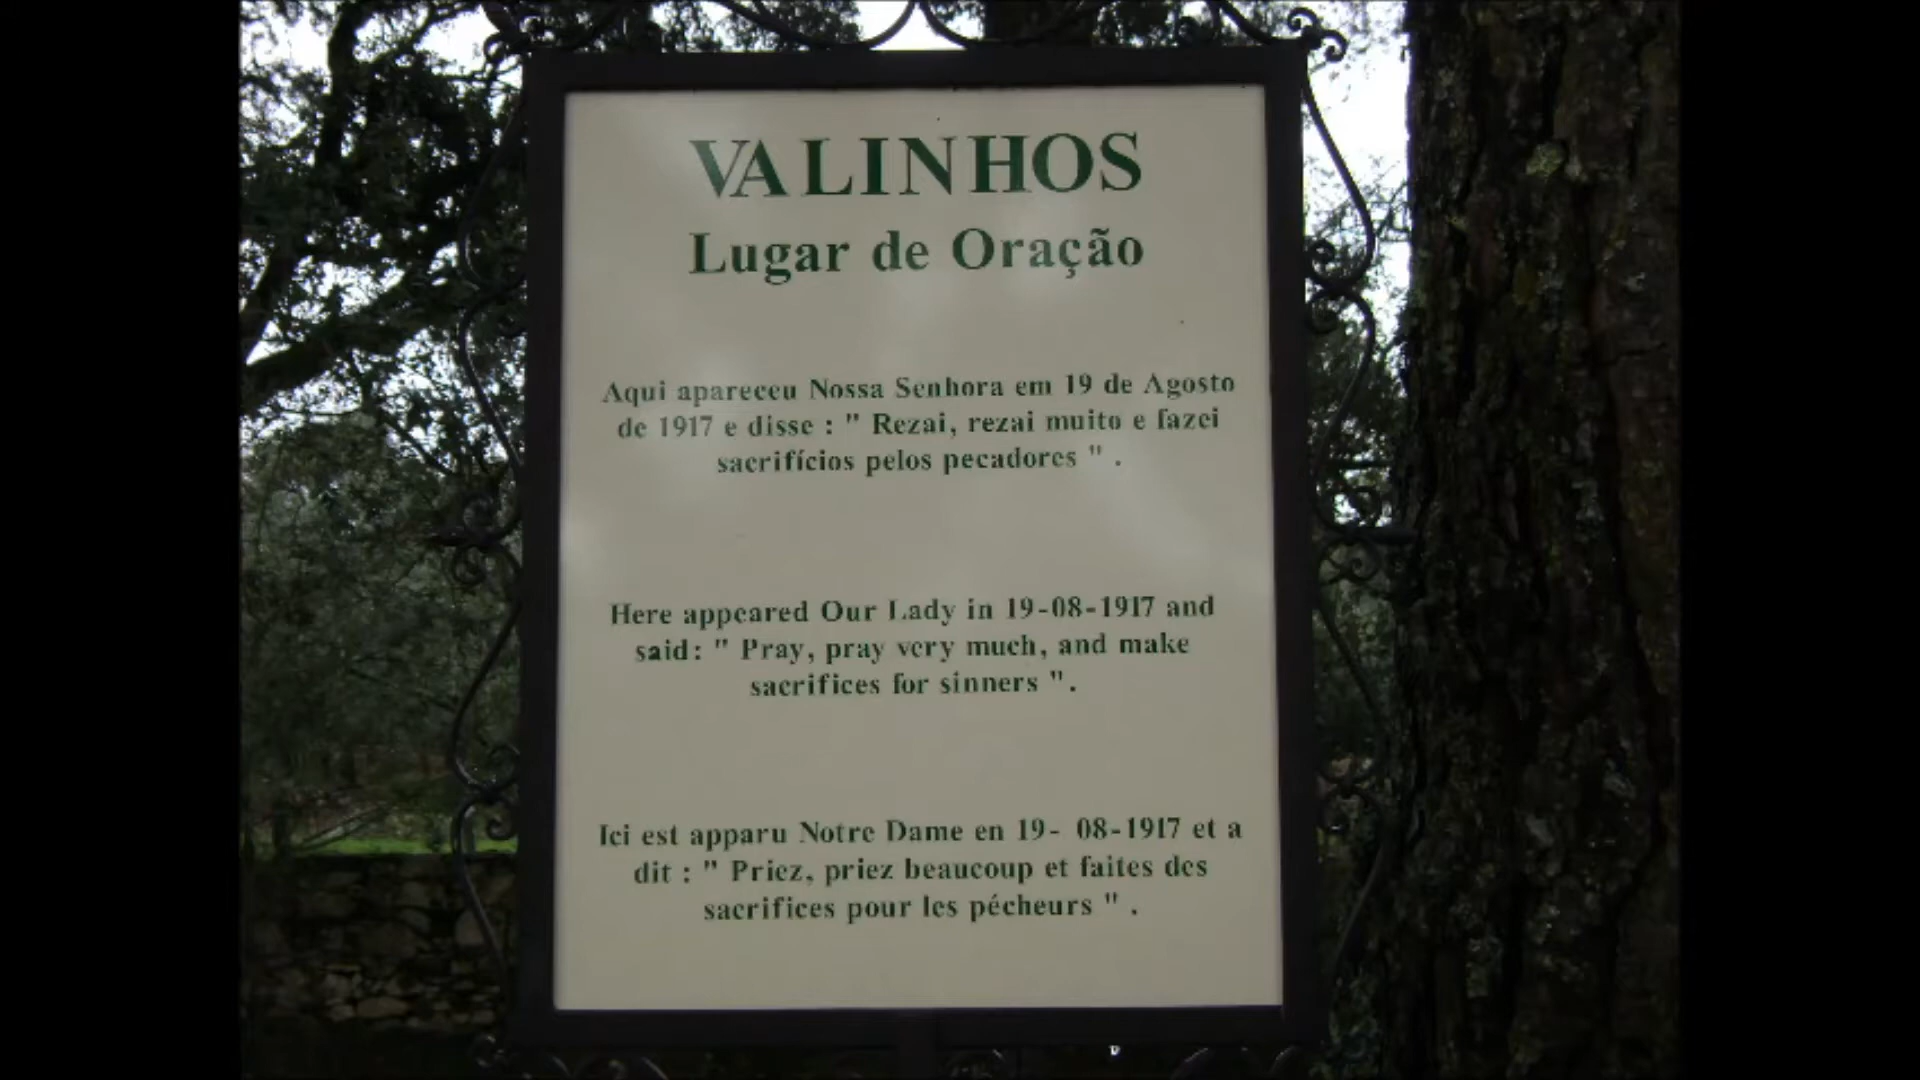 VALINHOS
Lugar de Oração
Aqui apareceu Nossa Senhora em 19 de Agosto
de 1917 e disse : " Rezai, rezai muito e fazei
sacrifícios pelos pecadores " .
Here appeared Our Lady in 19-08-1917 and
said: " Pray, pray very much, and make
sacrifices for sinners ".
Ici est apparu Notre Dame en 19- 08-1917 et a
dit : " Priez, priez beaucoup et faites des
sacrifices pour les pécheurs " .